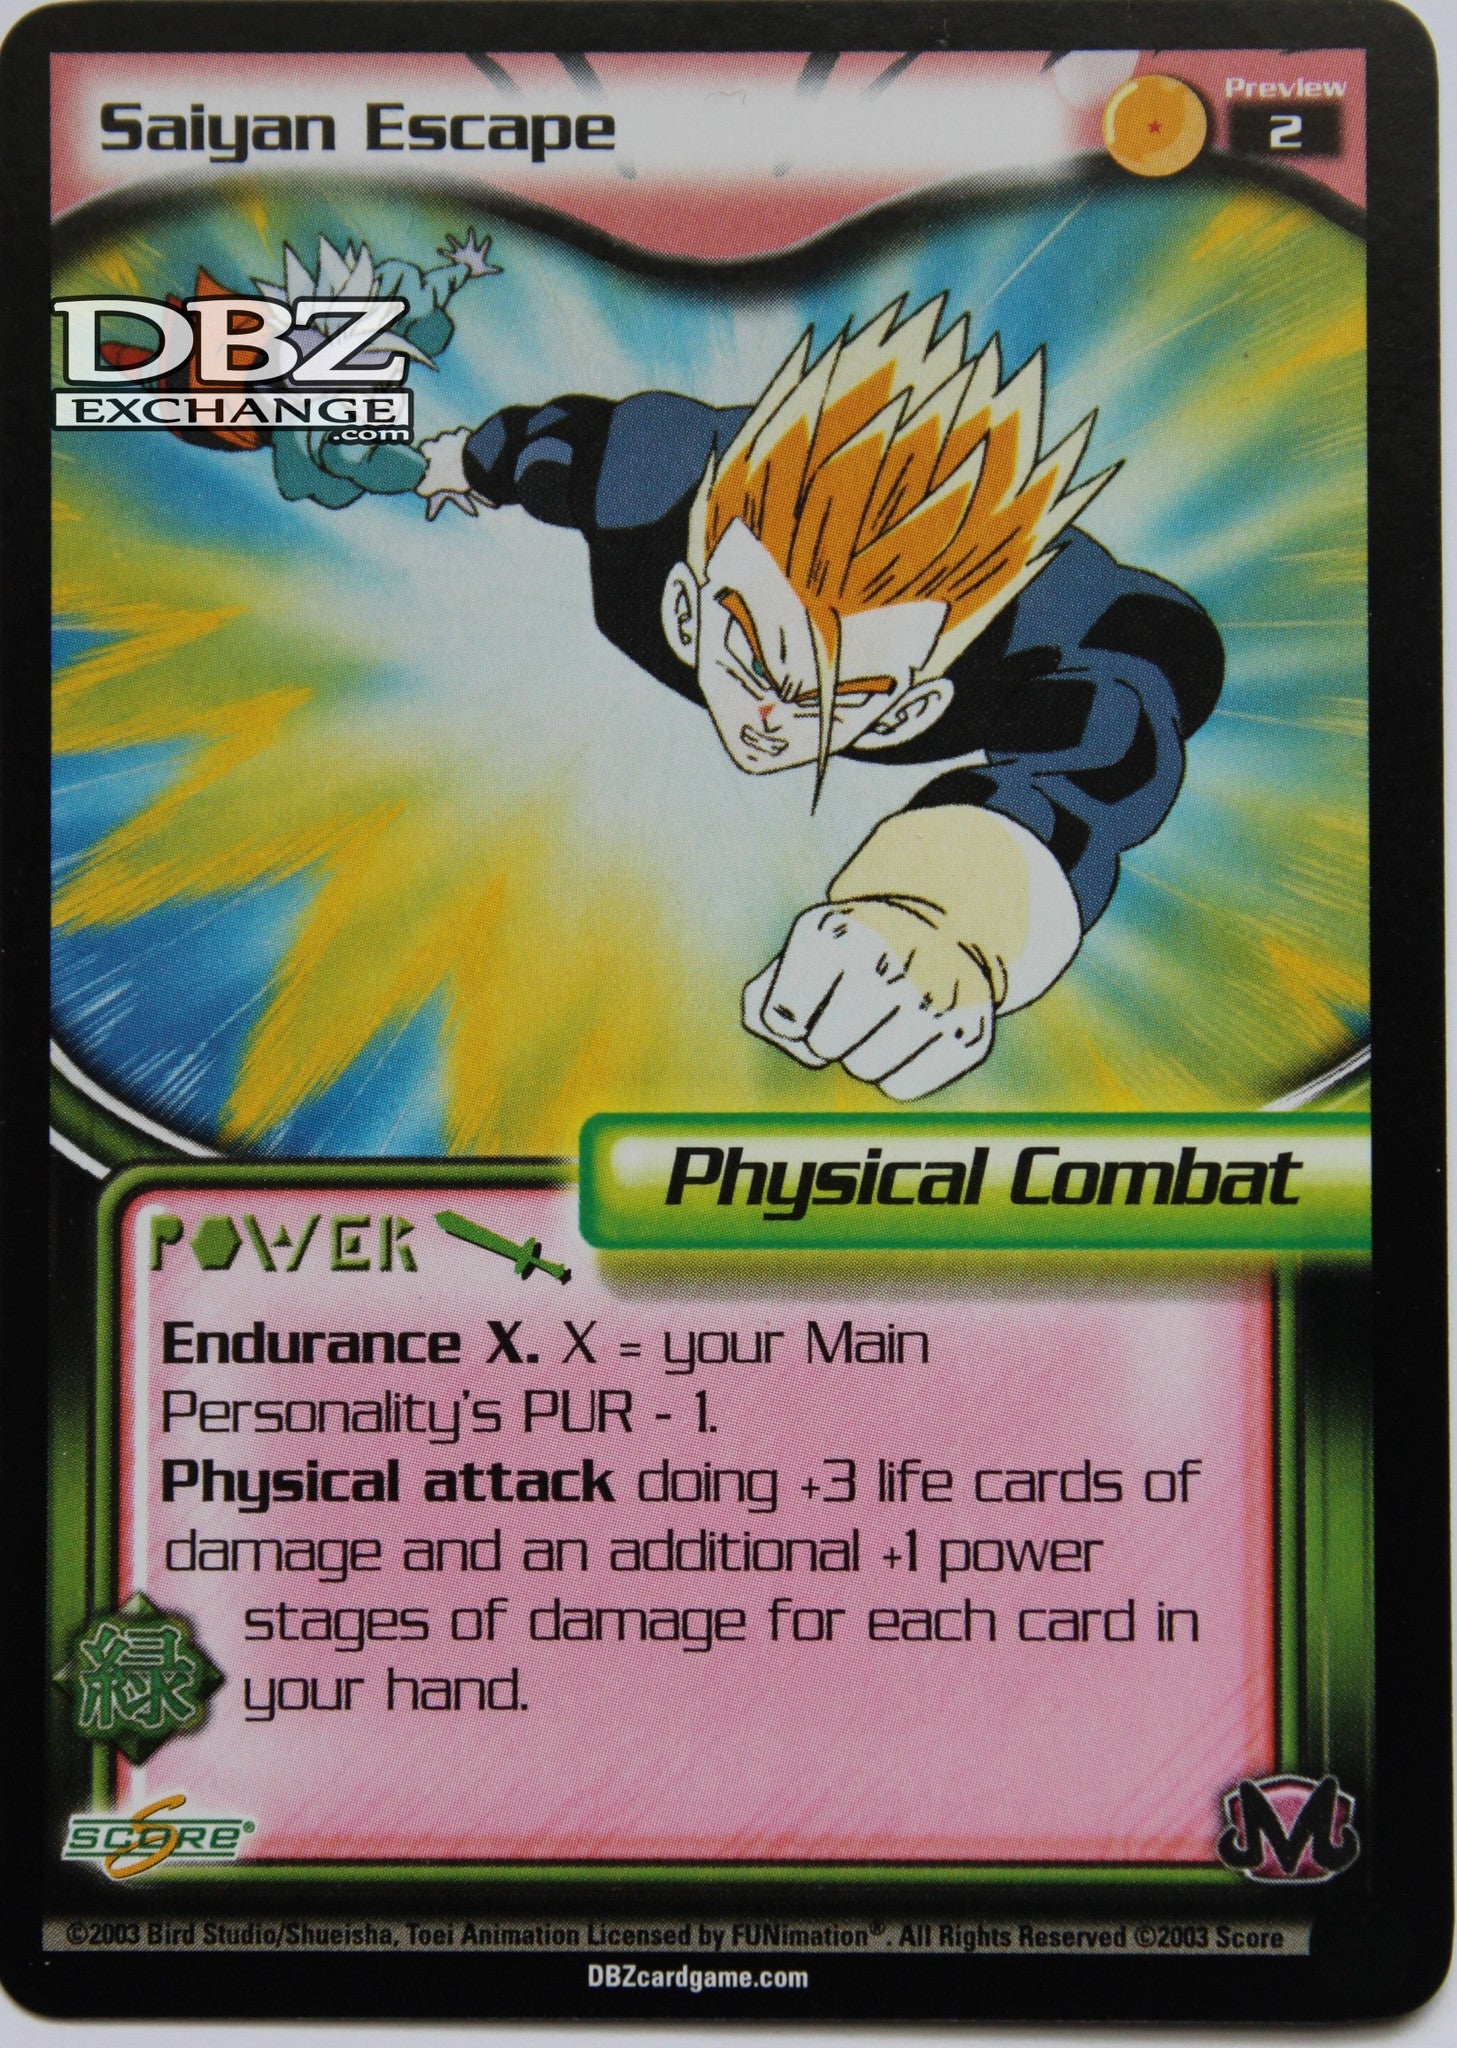 Saiyan Escape
Preview
2
DBZ
EXCHANGE
.com
Physical Combat
POWER
Endurance X. X = your Main
Personality's PUR - 1.
Physical attack doing +3 life cards of
damage and an additional +1 power
stages of damage for each card in
your hand.
緑
SCORE®
M
©2003 Bird Studio/Shueisha, Toei Animation Licensed by FUNimation®. All Rights Reserved ©2003 Score
DBZcardgame.com